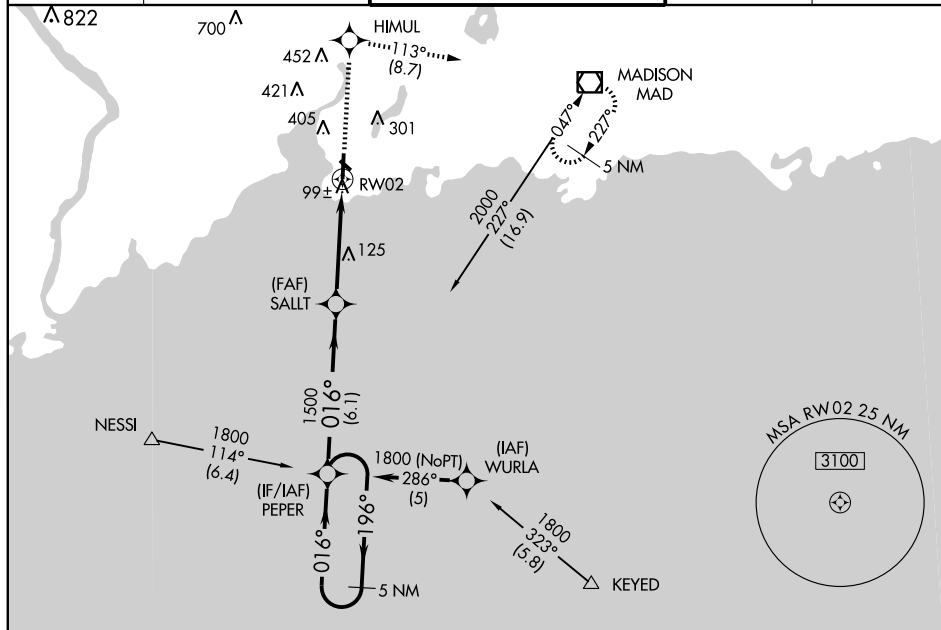 822
700
HIMUL
452
113°
(8.7)
MADISON
MAD
421
405
301
047°
227°
5 NM
RW02
99±
2000
227°
(16.9)
125
(FAF)
SALLT
1500
016°
(6.1)
NESSI
1800
114°
(6.4)
(IF/IAF)
PEPER
1800 (NoPT)
286°
(5)
(IAF)
WURLA
016°
196°
5 NM
1800
323°
(5.8)
KEYED
MSA RW02 25 NM
3100